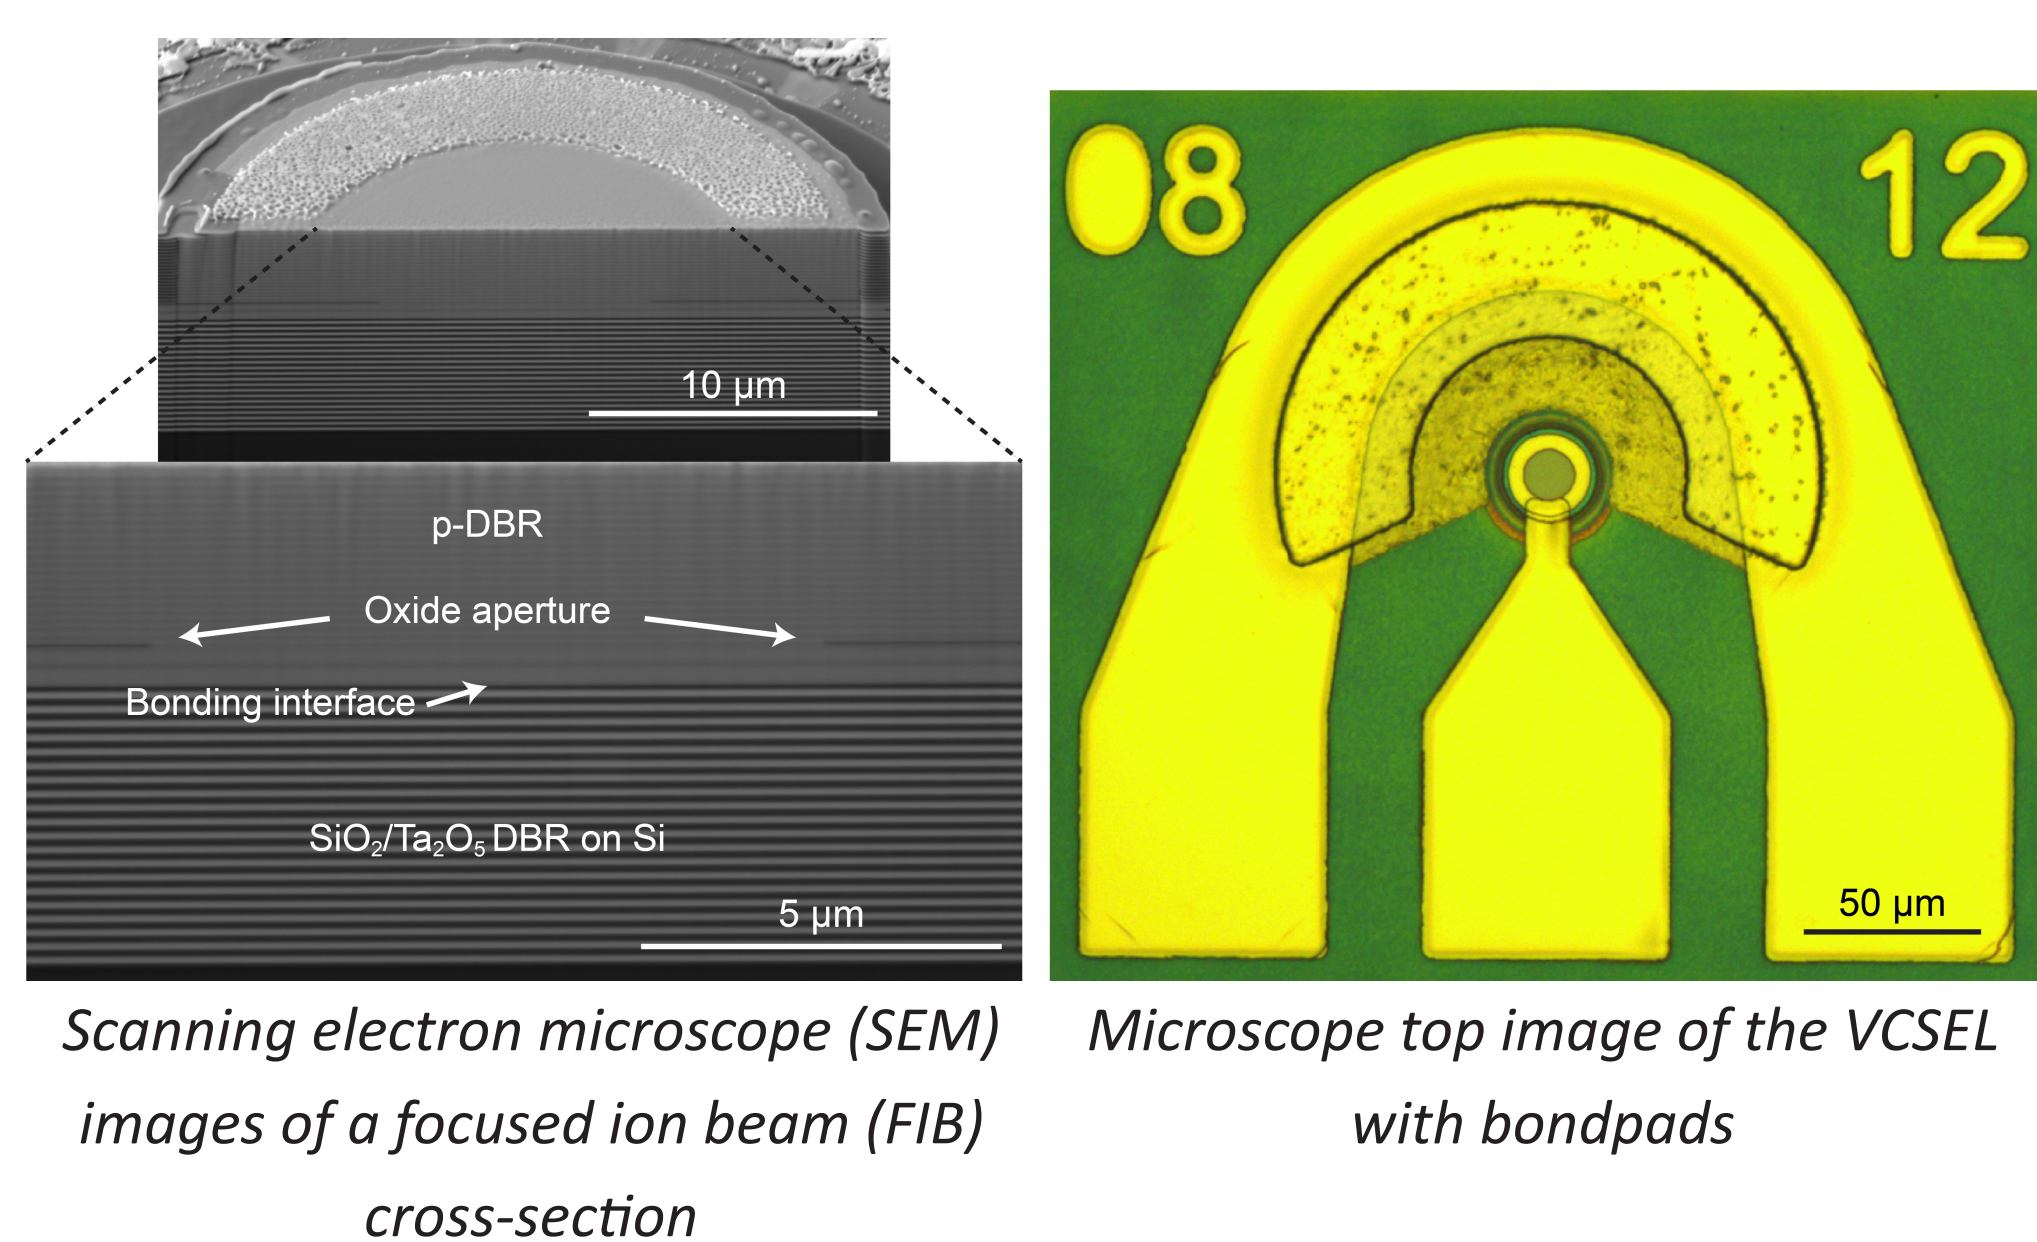 10 µm
p-DBR
Oxide aperture
Bonding interface
SiO₂/Ta₂O₅ DBR on Si
5 µm
Scanning electron microscope (SEM)
images of a focused ion beam (FIB)
cross-section
08 12
50 µm
Microscope top image of the VCSEL
with bondpads